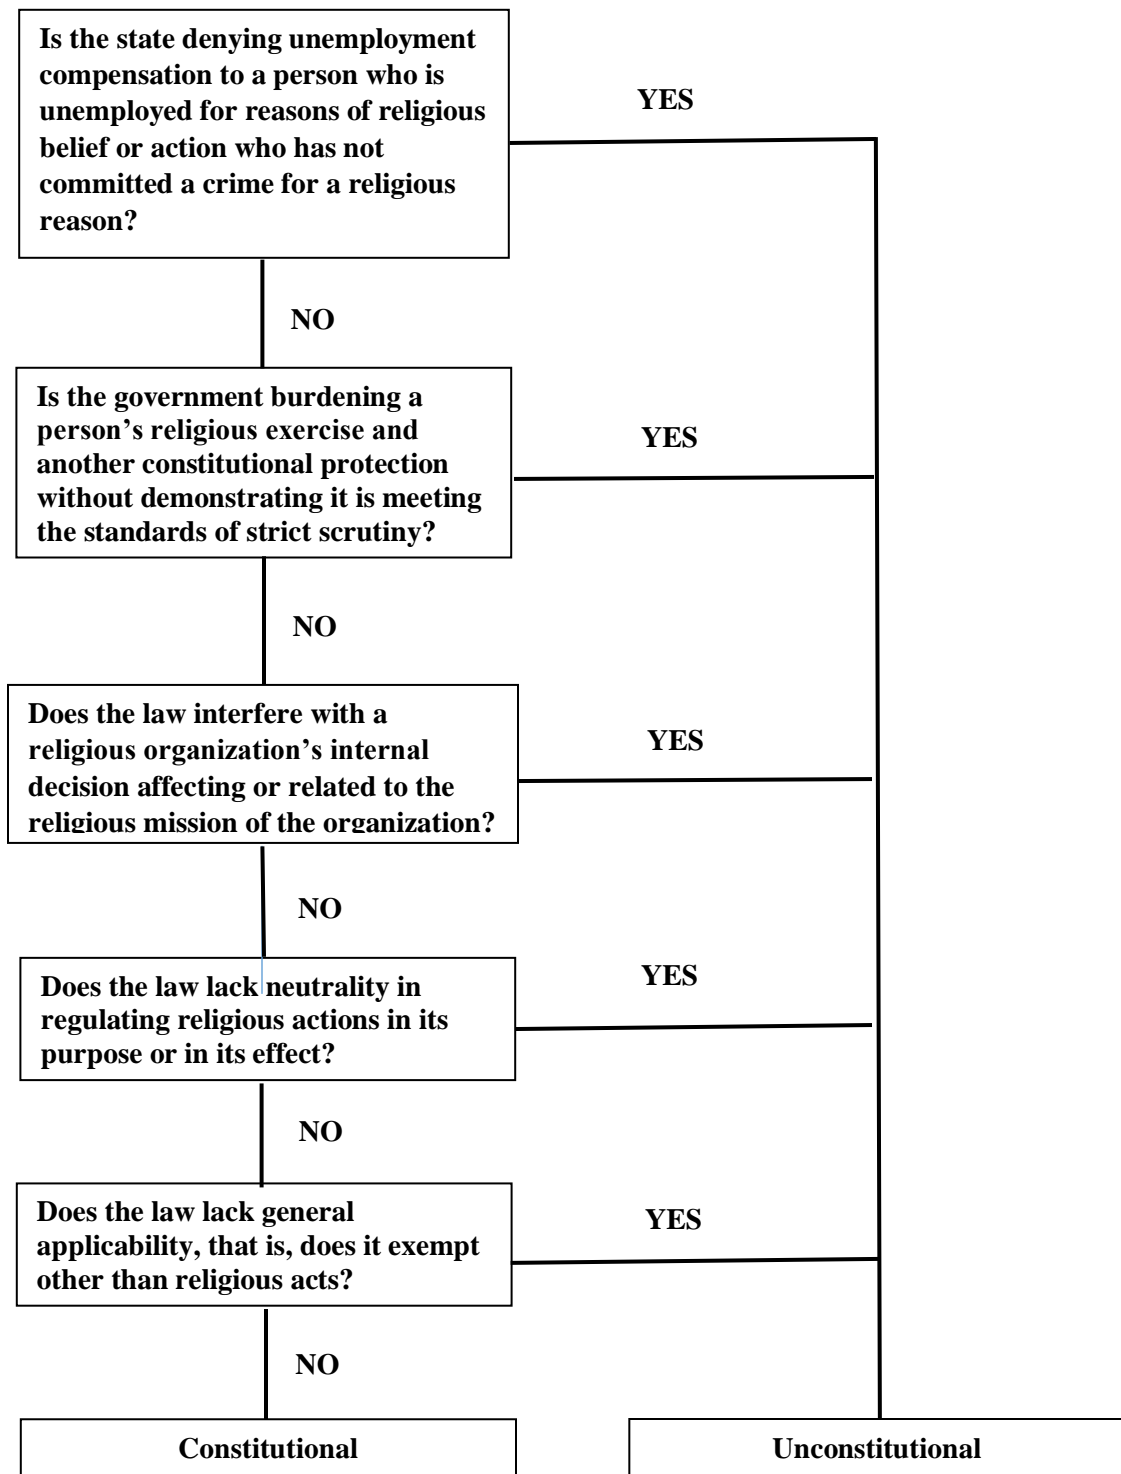 Is the state denying unemployment
compensation to a person who is
unemployed for reasons of religious
belief or action who has not
committed a crime for a religious
reason?
YES
NO
Is the government burdening a
person’s religious exercise and
another constitutional protection
without demonstrating it is meeting
the standards of strict scrutiny?
YES
NO
Does the law interfere with a
religious organization’s internal
decision affecting or related to the
religious mission of the organization?
YES
NO
Does the law lack neutrality in
regulating religious actions in its
purpose or in its effect?
YES
NO
Does the law lack general
applicability, that is, does it exempt
other than religious acts?
YES
NO
Constitutional
Unconstitutional